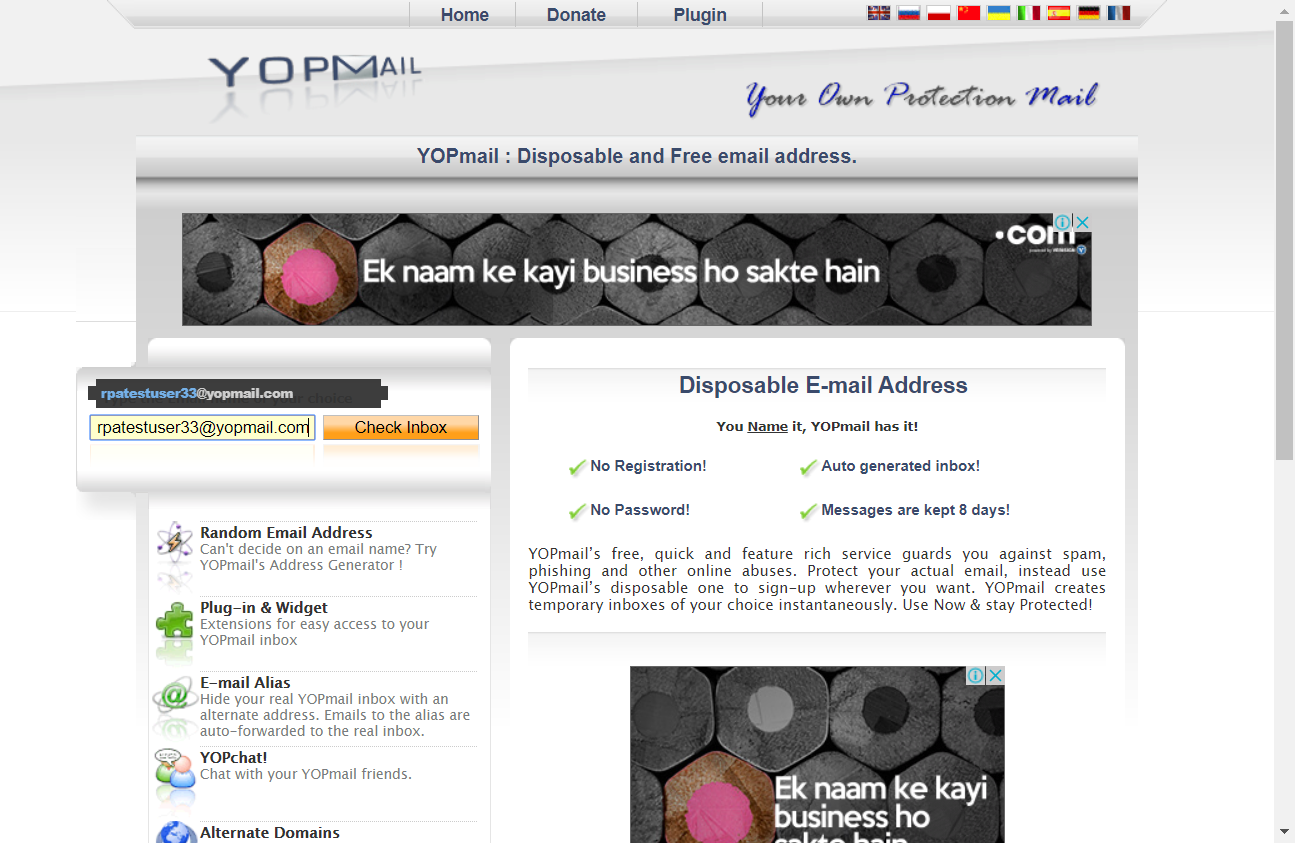 Home Donate Plugin
YOPMAIL
Your Own Protection Mail
YOPmail : Disposable and Free email address.
.com
Ek naam ke kayi business ho sakte hain
rpatestuser33@yopmail.com
rpatestuser33@yopmail.com
Check Inbox
Random Email Address
Can't decide on an email name? Try
YOPmail's Address Generator !
Plug-in & Widget
Extensions for easy access to your
YOPmail inbox
E-mail Alias
Hide your real YOPmail inbox with an
alternate address. Emails to the alias are
auto-forwarded to the real inbox.
YOPchat!
Chat with your YOPmail friends.
Alternate Domains
Disposable E-mail Address
You Name it, YOPmail has it!
No Registration! Auto generated inbox!
No Password! Messages are kept 8 days!
YOPmail’s free, quick and feature rich service guards you against spam,
phishing and other online abuses. Protect your actual email, instead use
YOPmail’s disposable one to sign-up wherever you want. YOPmail creates
temporary inboxes of your choice instantaneously. Use Now & stay Protected!
Ek naam ke kayi
business ho
sakte hain